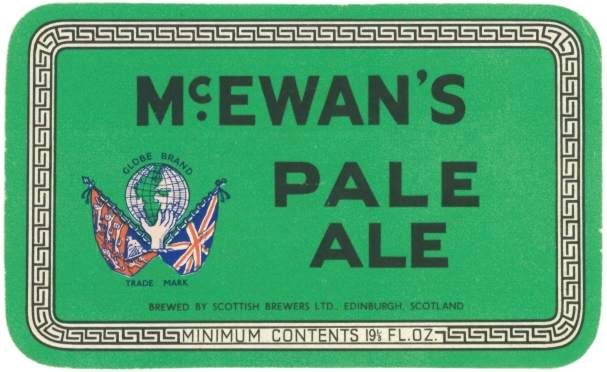 McEWAN'S
GLOBE BRAND
PALE
ALE
TRADE MARK
BREWED BY SCOTTISH BREWERS LTD., EDINBURGH, SCOTLAND
MINIMUM CONTENTS 19⅕ FL.OZ.